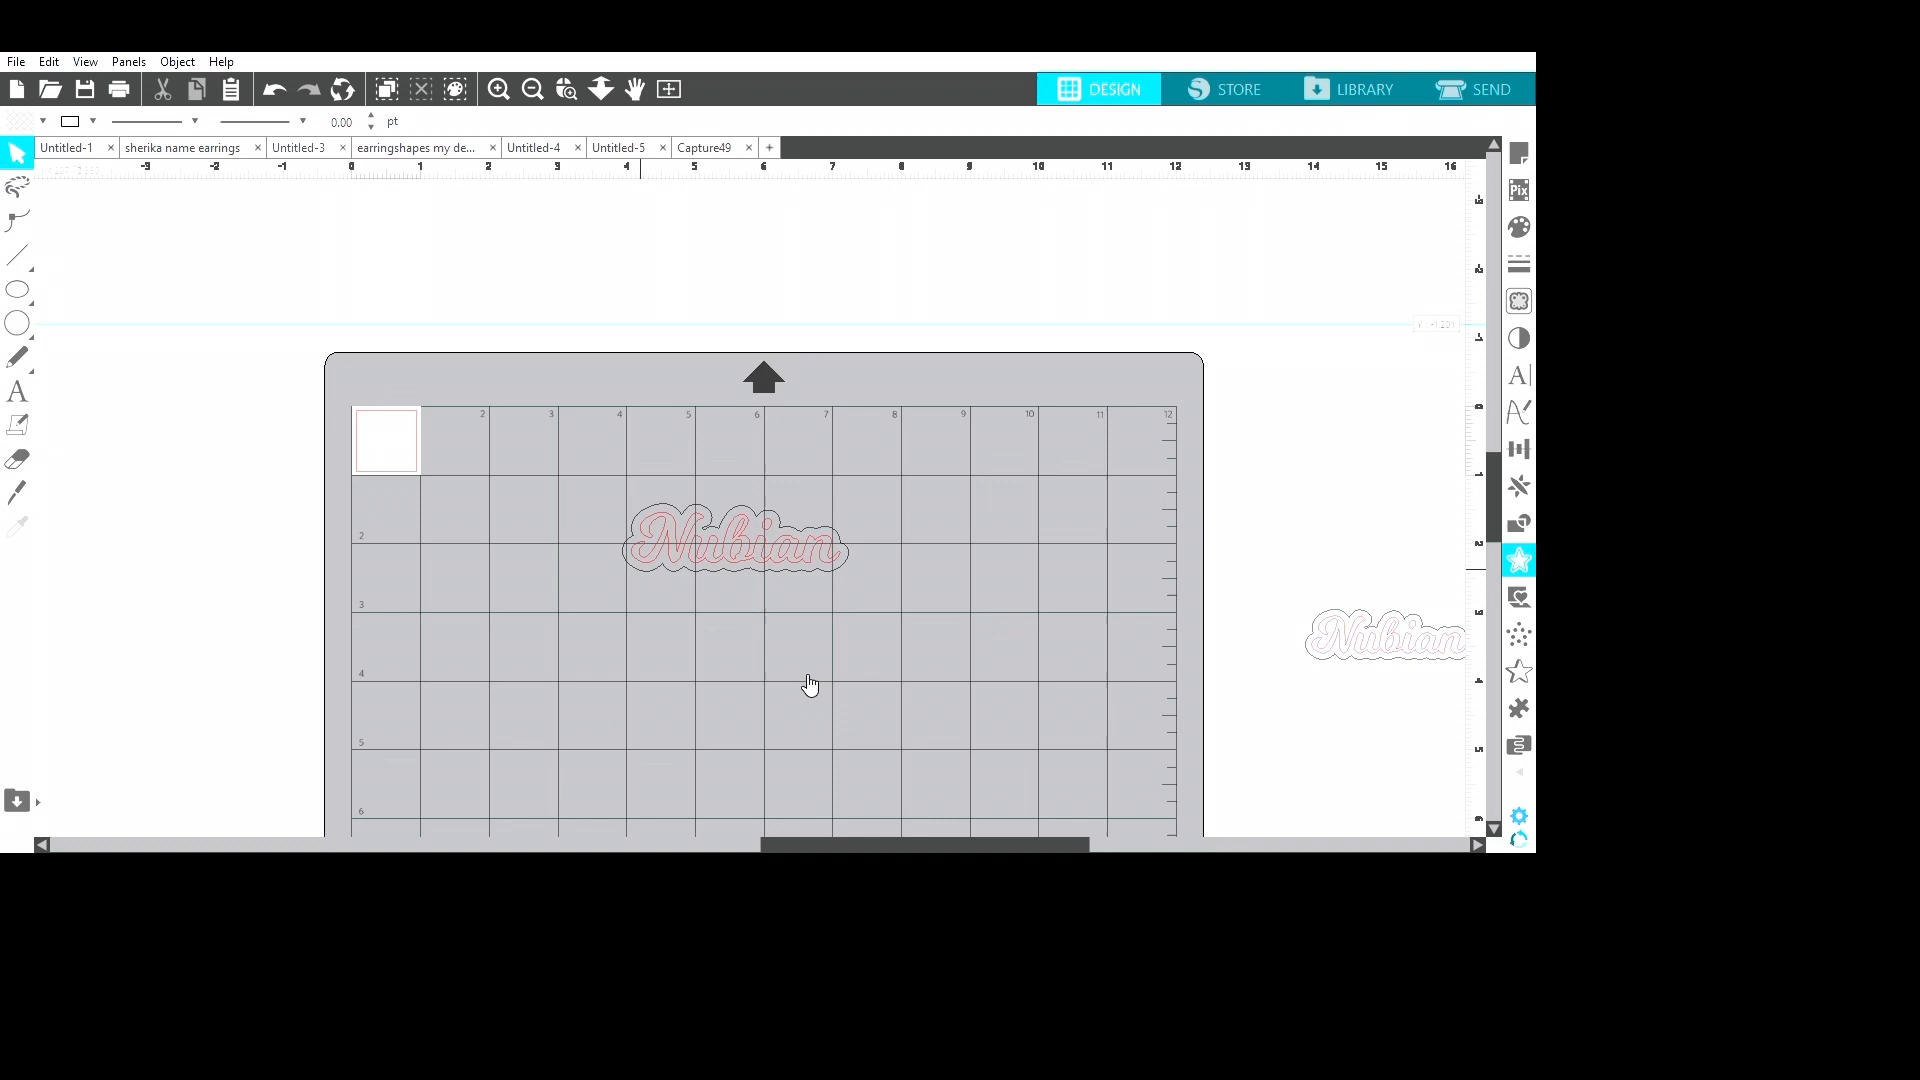 File Edit View Panels Object Help
DESIGN STORE LIBRARY SEND
0.00 pt
Untitled-1 sherika name earrings Untitled-3 earringshapes my de... Untitled-4 Untitled-5 Capture49
-3 -2 -1 0 1 2 3 4 5 6 7 8 9 10 11 12 13 14 15 16
Pix
2 3 4 5 6 7 8 9 10 11 12
Nubian
2
3
4
5
6
Nubian